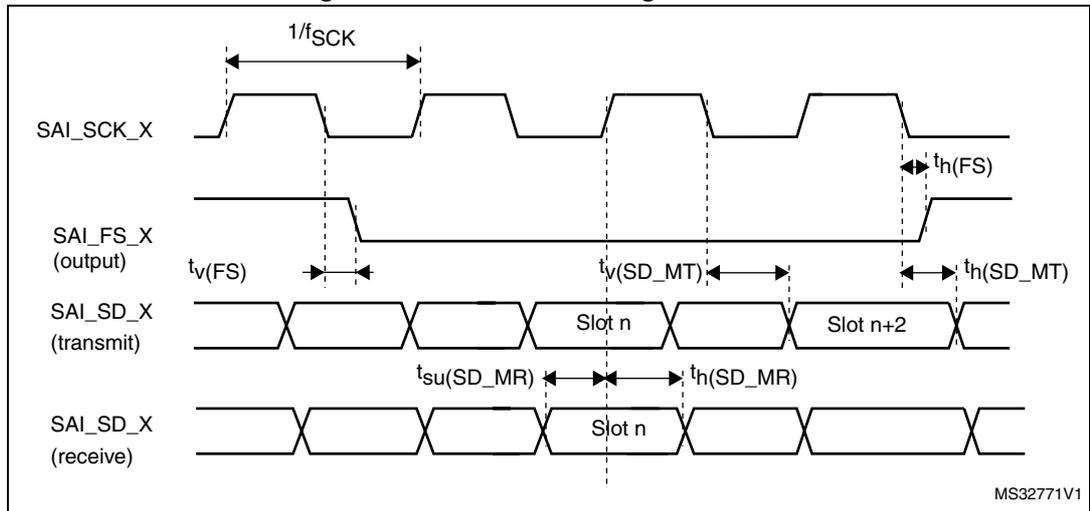 1/fSCK
SAI_SCK_X
th(FS)
SAI_FS_X
(output)
tv(FS)
tv(SD_MT)
th(SD_MT)
SAI_SD_X
(transmit)
Slot n
Slot n+2
tsu(SD_MR)
th(SD_MR)
SAI_SD_X
(receive)
Slot n
MS32771V1